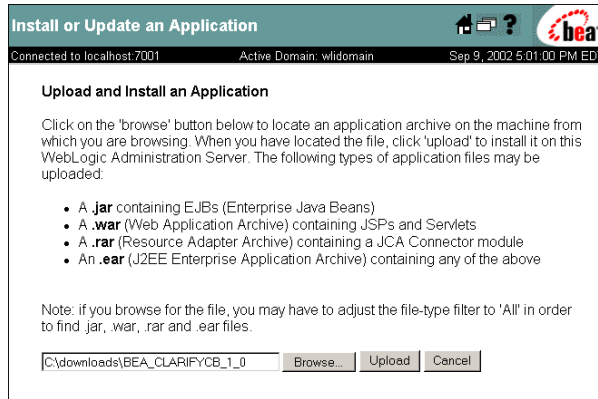 Install or Update an Application
?
bea
Connected to localhost:7001 Active Domain: wlidomain Sep 9, 2002 5:01:00 PM ED
Upload and Install an Application
Click on the 'browse' button below to locate an application archive on the machine from
which you are browsing. When you have located the file, click 'upload' to install it on this
WebLogic Administration Server. The following types of application files may be
uploaded:
• A .jar containing EJBs (Enterprise Java Beans)
• A .war (Web Application Archive) containing JSPs and Servlets
• A .rar (Resource Adapter Archive) containing a JCA Connector module
• An .ear (J2EE Enterprise Application Archive) containing any of the above
Note: if you browse for the file, you may have to adjust the file-type filter to 'All' in order
to find .jar, .war, .rar and .ear files.
C:\downloads\BEA_CLARIFYCB_1_0 Browse... Upload Cancel